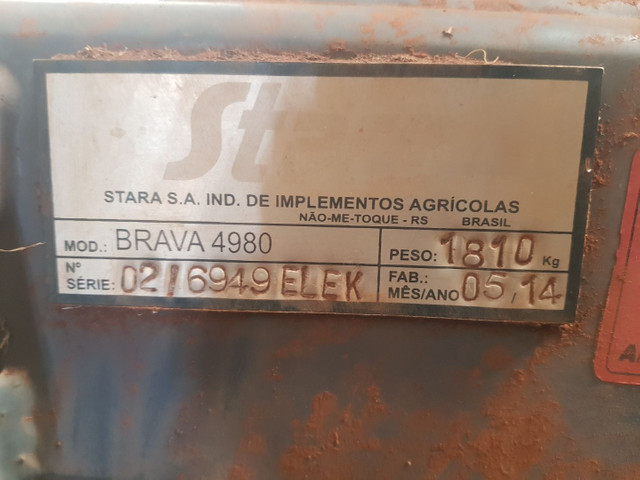 St
STARA S.A. IND. DE IMPLEMENTOS AGRÍCOLAS
NÃO-ME-TOQUE - RS BRASIL
MOD.: BRAVA 4980 PESO: 1810 Kg
Nº SÉRIE: 02/6949 ELEK FAB.: MÊS/ANO 05,14